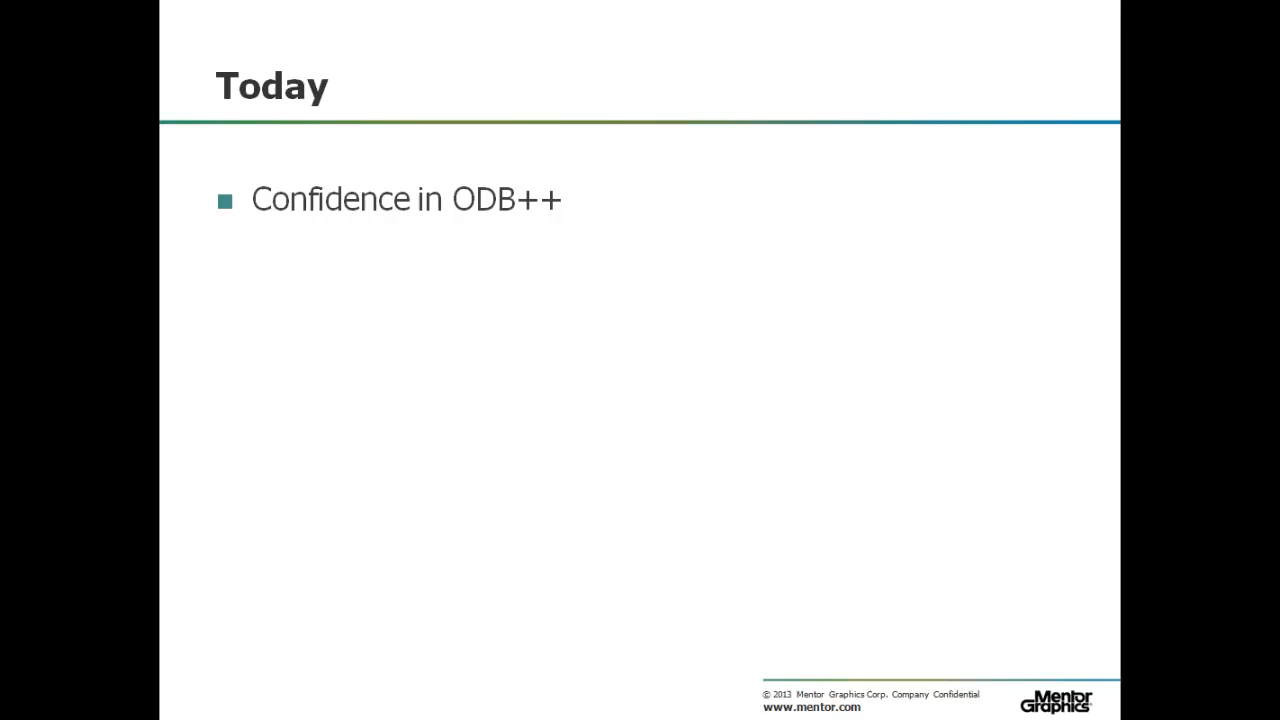 Today
Confidence in ODB++
© 2013 Mentor Graphics Corp. Company Confidential
www.mentor.com
Mentor
Graphics